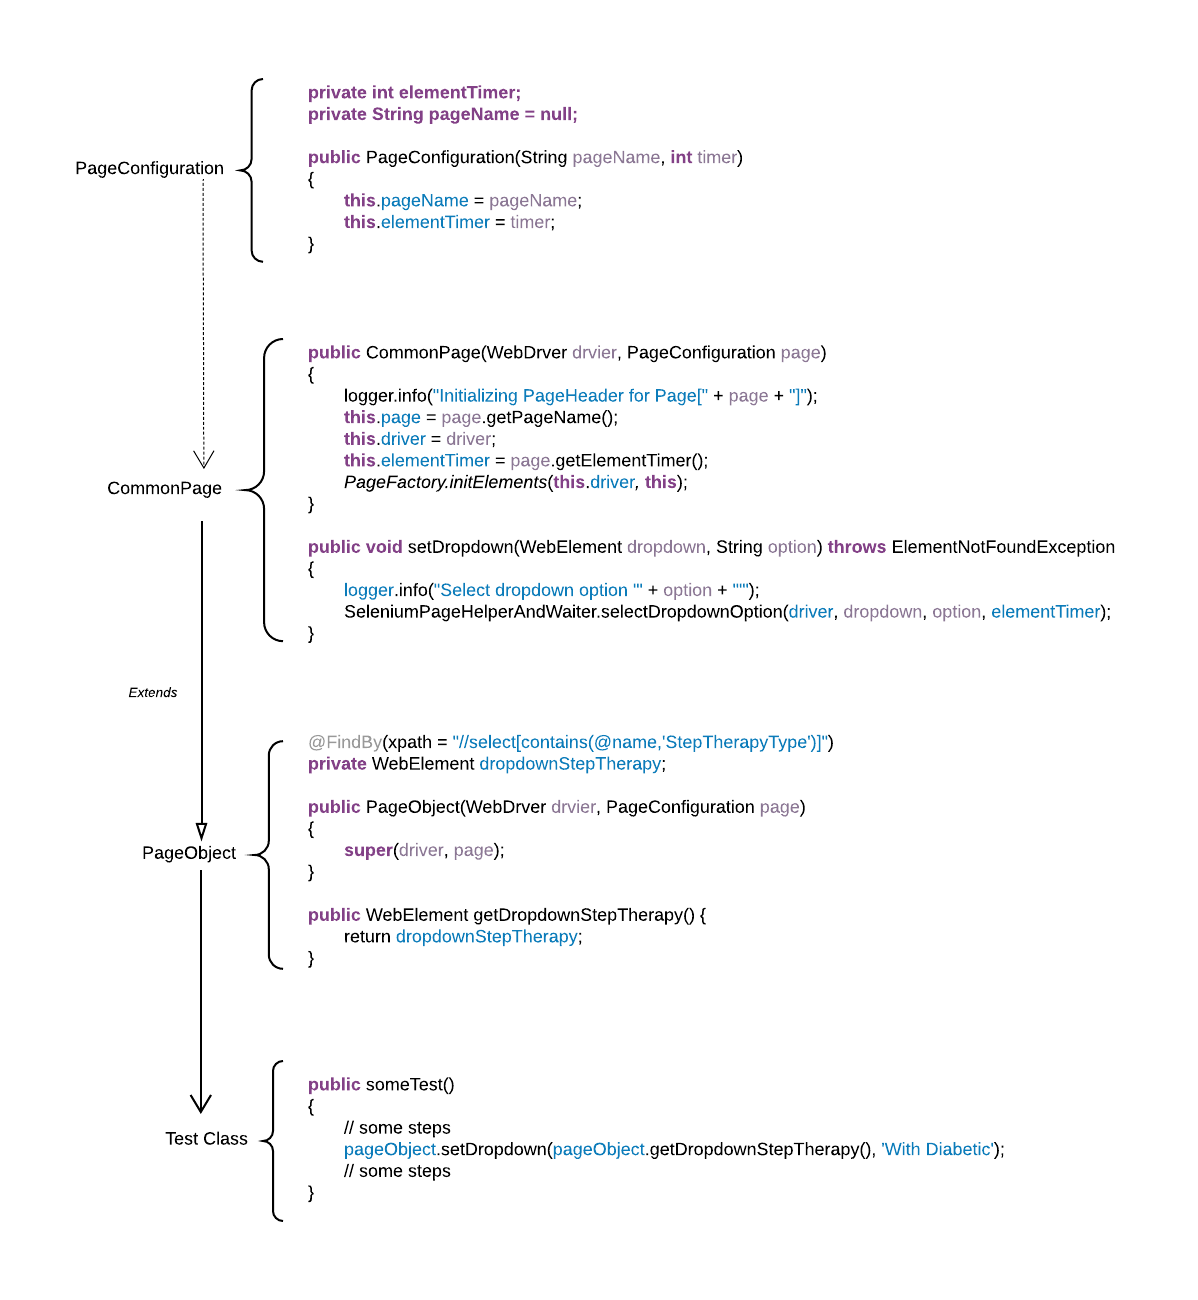 private int elementTimer;
private String pageName = null;
PageConfiguration
public PageConfiguration(String pageName, int timer)
{
this.pageName = pageName;
this.elementTimer = timer;
}
CommonPage
public CommonPage(WebDrver drvier, PageConfiguration page)
{
logger.info("Initializing PageHeader for Page[" + page + "]");
this.page = page.getPageName();
this.driver = driver;
this.elementTimer = page.getElementTimer();
PageFactory.initElements(this.driver, this);
}
public void setDropdown(WebElement dropdown, String option) throws ElementNotFoundException
{
logger.info("Select dropdown option '" + option + "'");
SeleniumPageHelperAndWaiter.selectDropdownOption(driver, dropdown, option, elementTimer);
}
Extends
PageObject
@FindBy(xpath = "//select[contains(@name,'StepTherapyType')]")
private WebElement dropdownStepTherapy;
public PageObject(WebDrver drvier, PageConfiguration page)
{
super(driver, page);
}
public WebElement getDropdownStepTherapy() {
return dropdownStepTherapy;
}
Test Class
public someTest()
{
// some steps
pageObject.setDropdown(pageObject.getDropdownStepTherapy(), 'With Diabetic');
// some steps
}